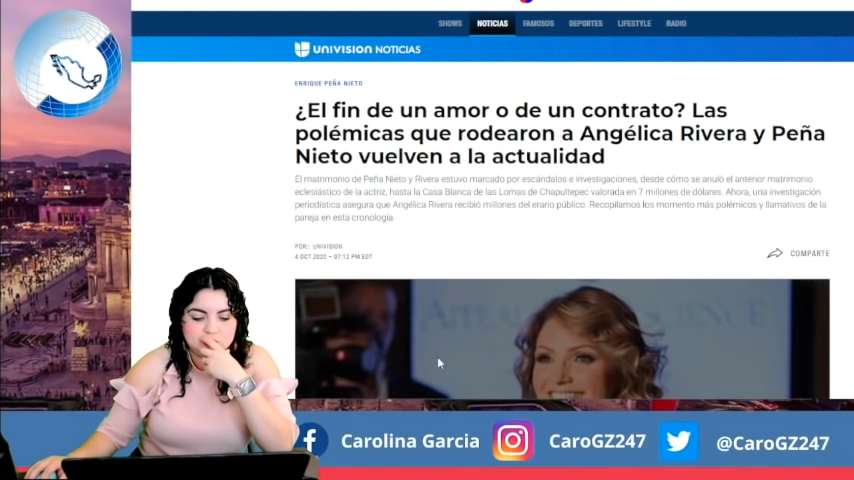 SHOWS NOTICIAS FAMOSOS DEPORTES LIFESTYLE RADIO
UNIVISION NOTICIAS
ENRIQUE PEÑA NIETO
¿El fin de un amor o de un contrato? Las
polémicas que rodearon a Angélica Rivera y Peña
Nieto vuelven a la actualidad
El matrimonio de Peña Nieto y Rivera estuvo marcado por escándalos e investigaciones, desde cómo se anuló el anterior matrimonio
eclesiástico de la actriz, hasta la Casa Blanca de las Lomas de Chapultepec valorada en 7 millones de dólares. Ahora, una investigación
periodística asegura que Angélica Rivera recibió millones del erario público. Recopilamos los momento más polémicos y llamativos de la
pareja en esta cronología.
POR: UNIVISION
4 OCT 2020 – 07:12 PM EDT
COMPARTE
Carolina Garcia CaroGZ247 @CaroGZ247